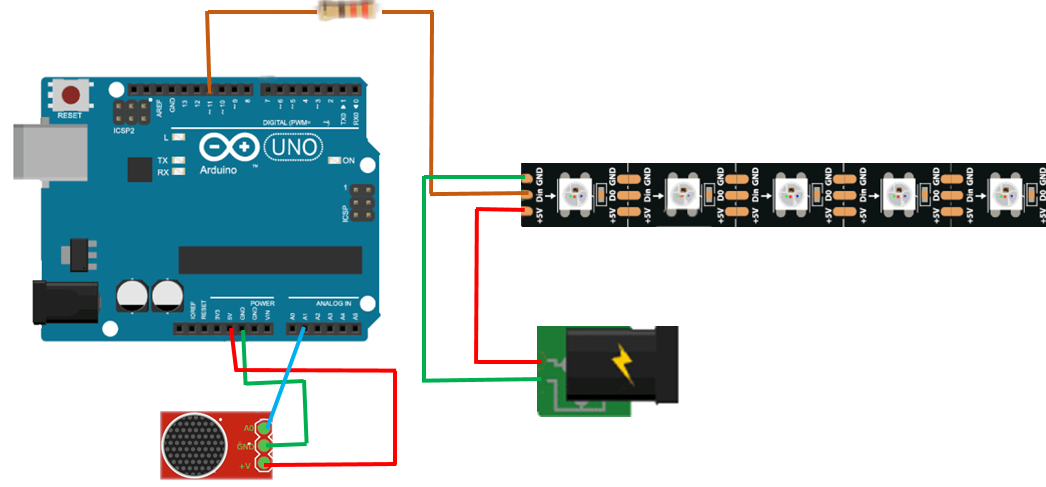 RESET
ICSP2
AREF
GND
13
12
~11
~10
~9
8
7
~6
~5
4
~3
2
TXD ▶ 1
RXD ◀ 0
DIGITAL (PWM~
L
TX
RX
UNO
Arduino
™
ON
1
ICSP
POWER
ANALOG IN
IOREF
RESET
3V3
5V
GND
GND
VIN
A0
A1
A2
A3
A4
A5
A0
GND
+V
GND
Din
+5V
GND
D0 Din
+5V
GND
D0 Din
+5V
GND
D0 Din
+5V
GND
D0 Din
+5V